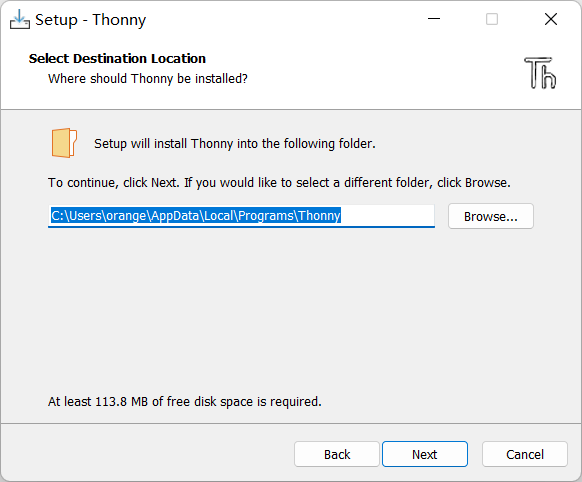 Setup - Thonny
Select Destination Location
Where should Thonny be installed?
Th
Setup will install Thonny into the following folder.
To continue, click Next. If you would like to select a different folder, click Browse.
C:\Users\orange\AppData\Local\Programs\Thonny
Browse...
At least 113.8 MB of free disk space is required.
Back
Next
Cancel